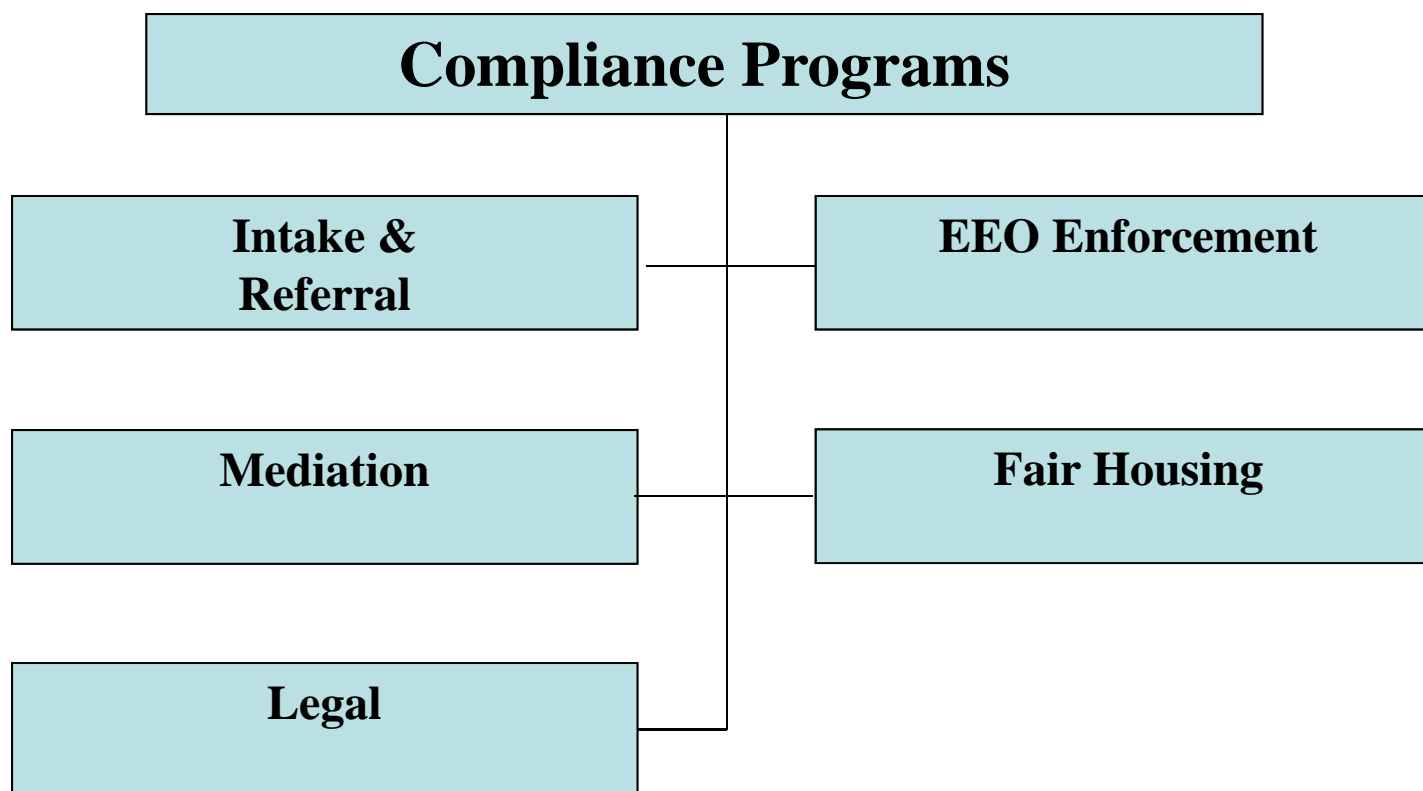 Compliance Programs
Intake &
Referral
EEO Enforcement
Mediation
Fair Housing
Legal